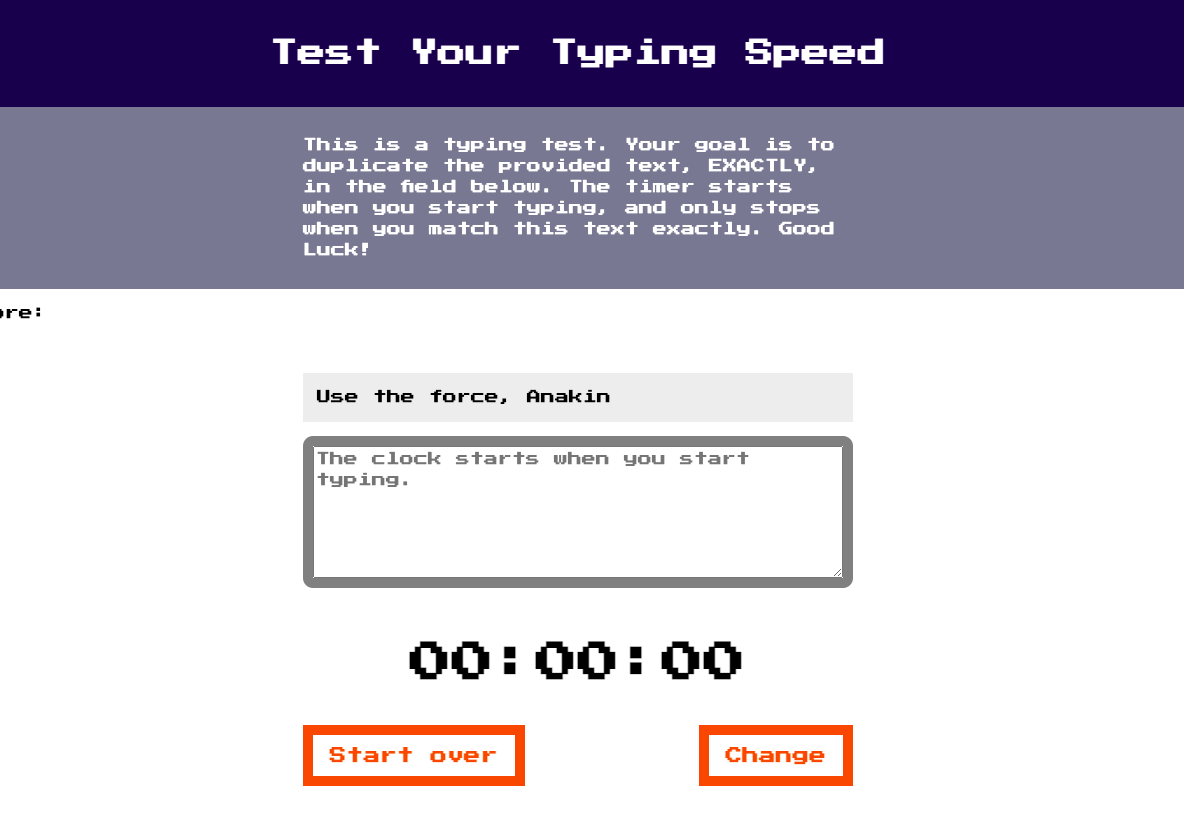 Test Your Typing Speed
This is a typing test. Your goal is to
duplicate the provided text, EXACTLY,
in the field below. The timer starts
when you start typing, and only stops
when you match this text exactly. Good
Luck!
ore:
Use the force, Anakin
The clock starts when you start
typing.
00:00:00
Start over
Change